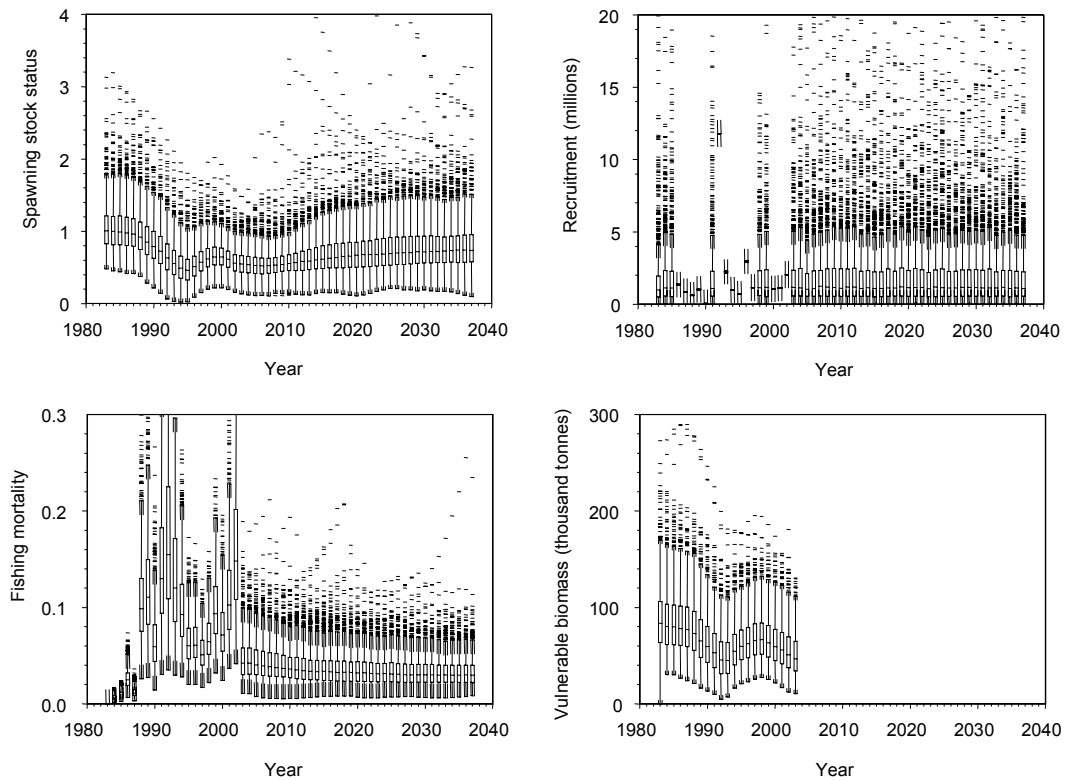 Spawning stock status
4
3
2
1
0
1980 1990 2000 2010 2020 2030 2040
Year
Recruitment (millions)
20
15
10
5
0
1980 1990 2000 2010 2020 2030 2040
Year
Fishing mortality
0.3
0.2
0.1
0.0
1980 1990 2000 2010 2020 2030 2040
Year
Vulnerable biomass (thousand tonnes)
300
200
100
0
1980 1990 2000 2010 2020 2030 2040
Year